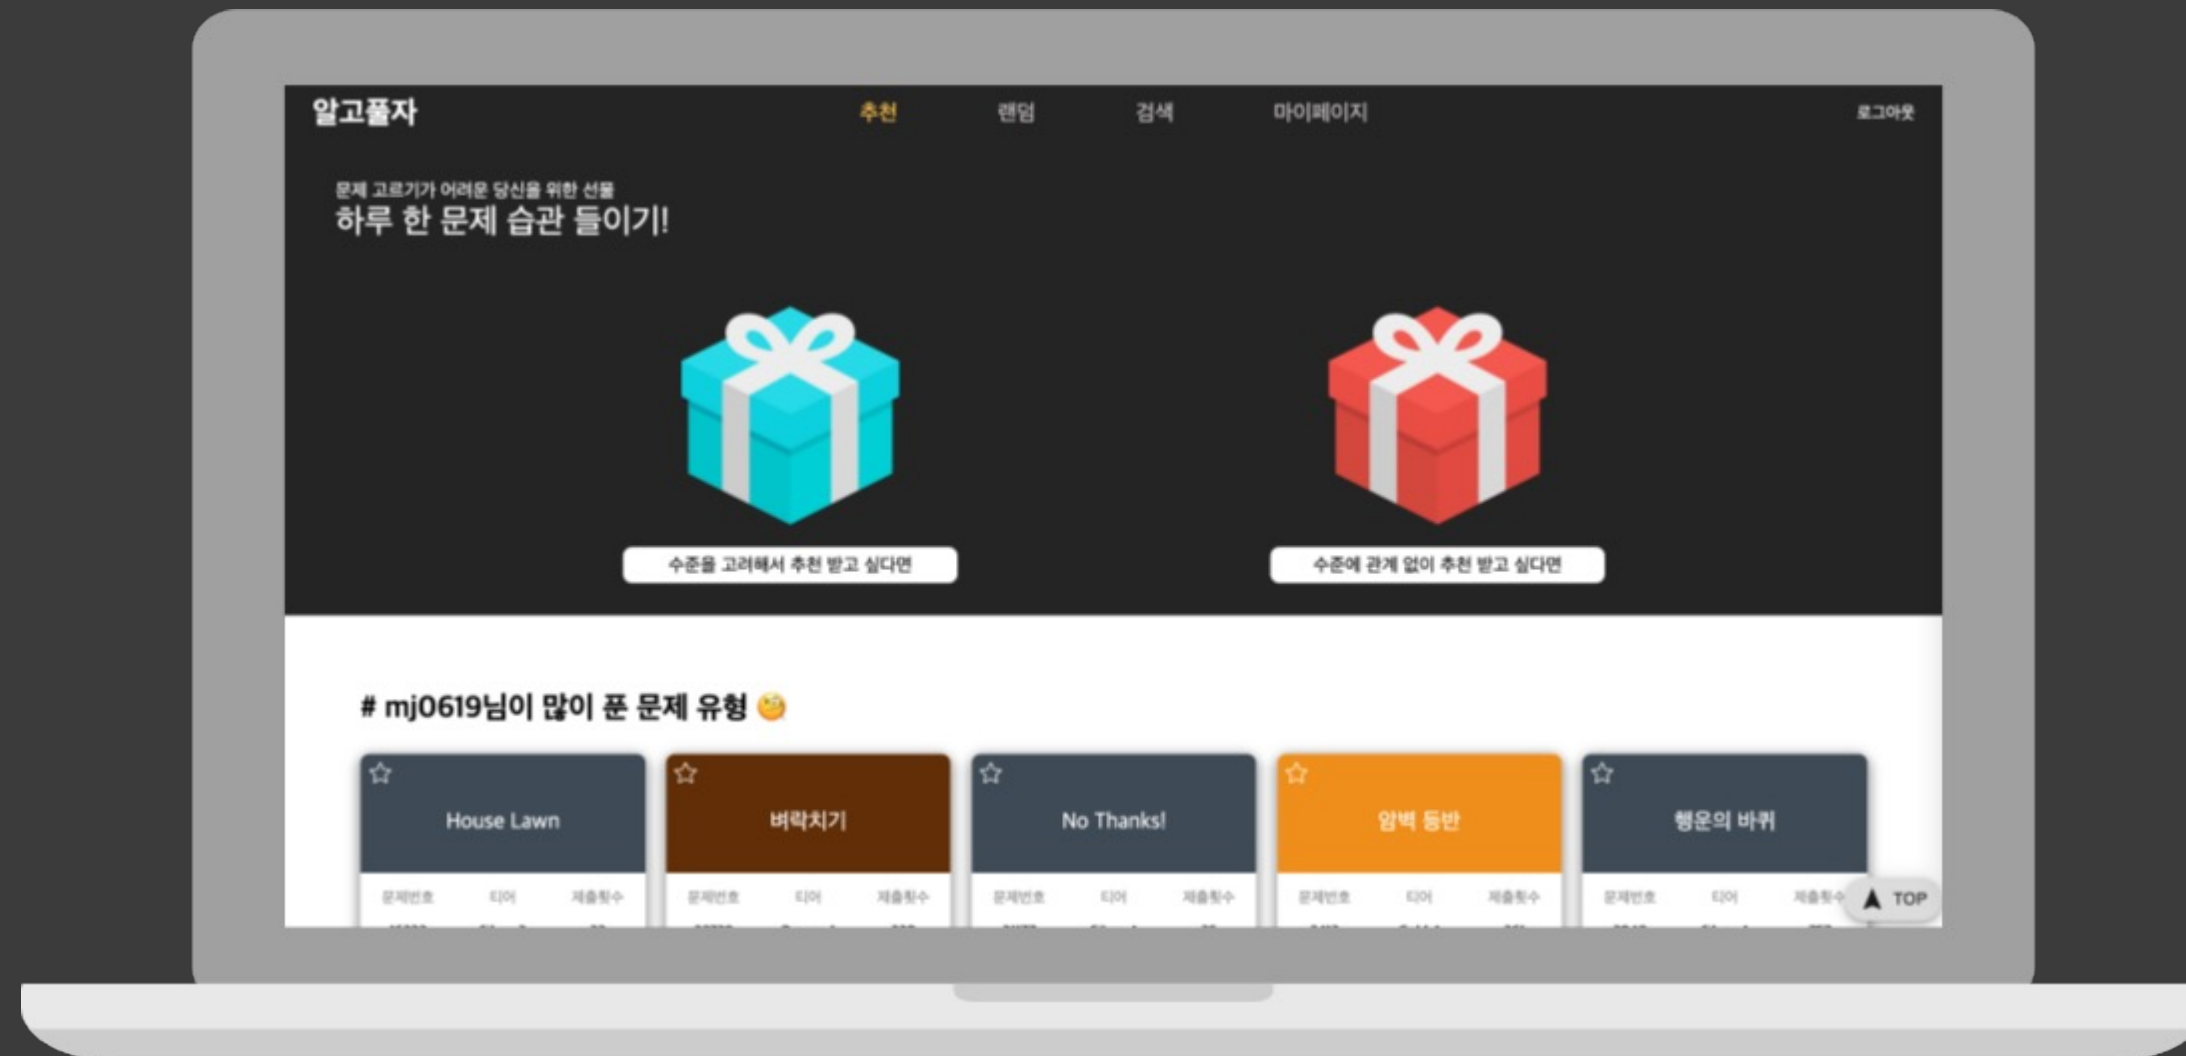 알고풀자 추천 랜덤 검색 마이페이지 로그아웃
문제 고르기가 어려운 당신을 위한 선물
하루 한 문제 습관 들이기!
수준을 고려해서 추천 받고 싶다면 수준에 관계 없이 추천 받고 싶다면
# mj0619님이 많이 푼 문제 유형 🧐
House Lawn 벼락치기 No Thanks! 암벽 등반 행운의 바퀴
문제번호 티어 제출횟수 문제번호 티어 제출횟수 문제번호 티어 제출횟수 문제번호 티어 제출횟수 문제번호 티어 TOP